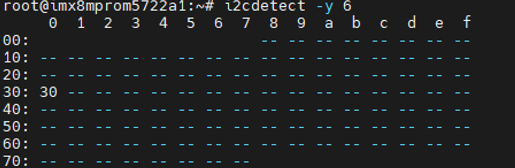 root@imx8mprom5722a1:~# i2cdetect -y 6
     0  1  2  3  4  5  6  7  8  9  a  b  c  d  e  f
00:                         -- -- -- -- -- -- -- --
10: -- -- -- -- -- -- -- -- -- -- -- -- -- -- -- --
20: -- -- -- -- -- -- -- -- -- -- -- -- -- -- -- --
30: 30 -- -- -- -- -- -- -- -- -- -- -- -- -- -- --
40: -- -- -- -- -- -- -- -- -- -- -- -- -- -- -- --
50: -- -- -- -- -- -- -- -- -- -- -- -- -- -- -- --
60: -- -- -- -- -- -- -- -- -- -- -- -- -- -- -- --
70: -- -- -- -- -- -- -- --